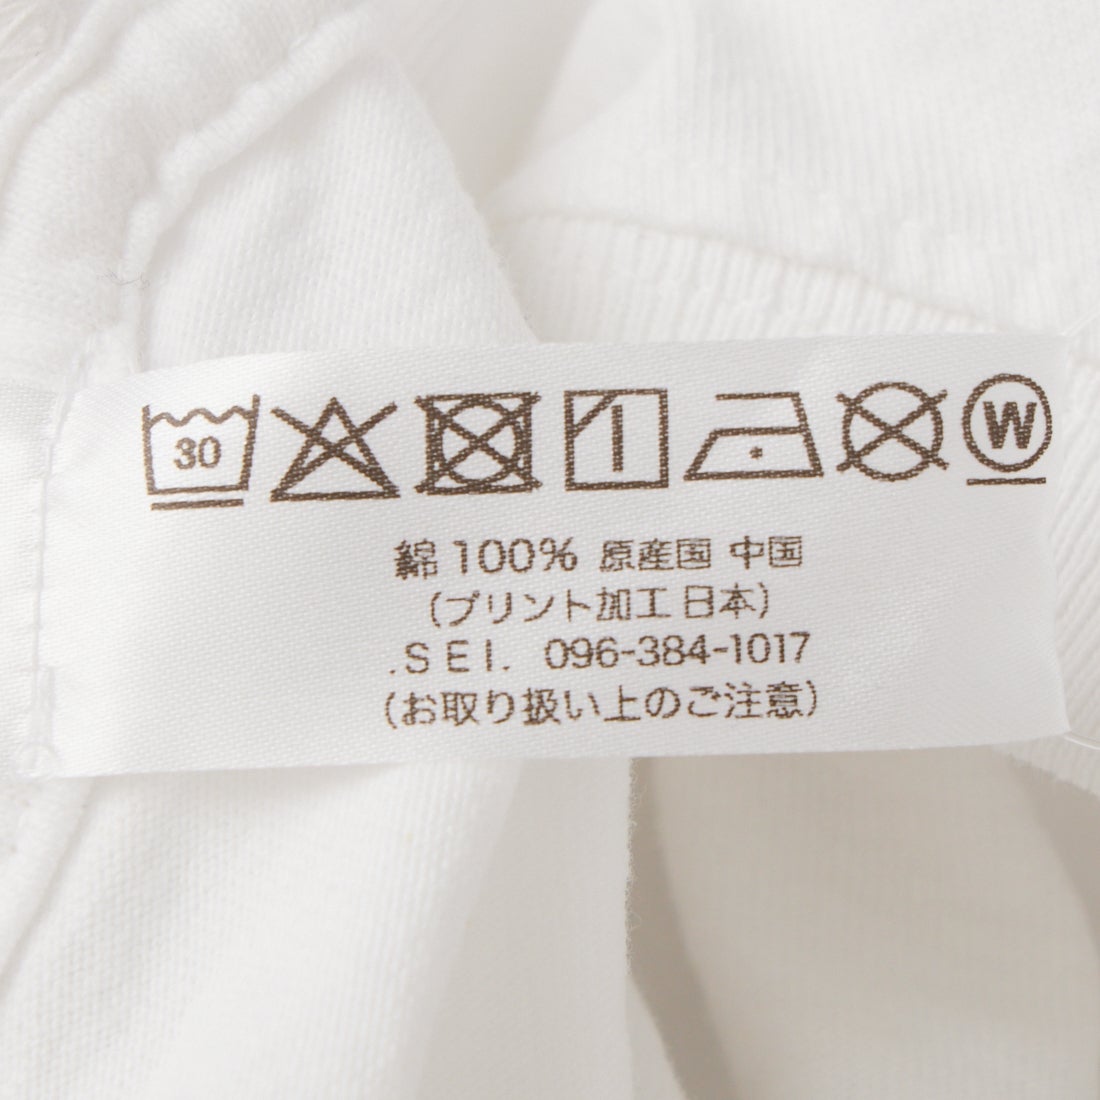 30 W
綿 100% 原産国 中国
(プリント加工 日本)
.SEI. 096-384-1017
(お取り扱い上のご注意)